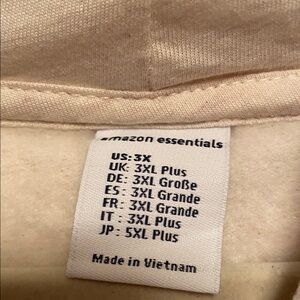 amazon essentials
US: 3X
UK: 3XL Plus
DE: 3XL Große
ES: 3XL Grande
FR: 3XL Grande
IT : 3XL Plus
JP: 5XL Plus
Made in Vietnam